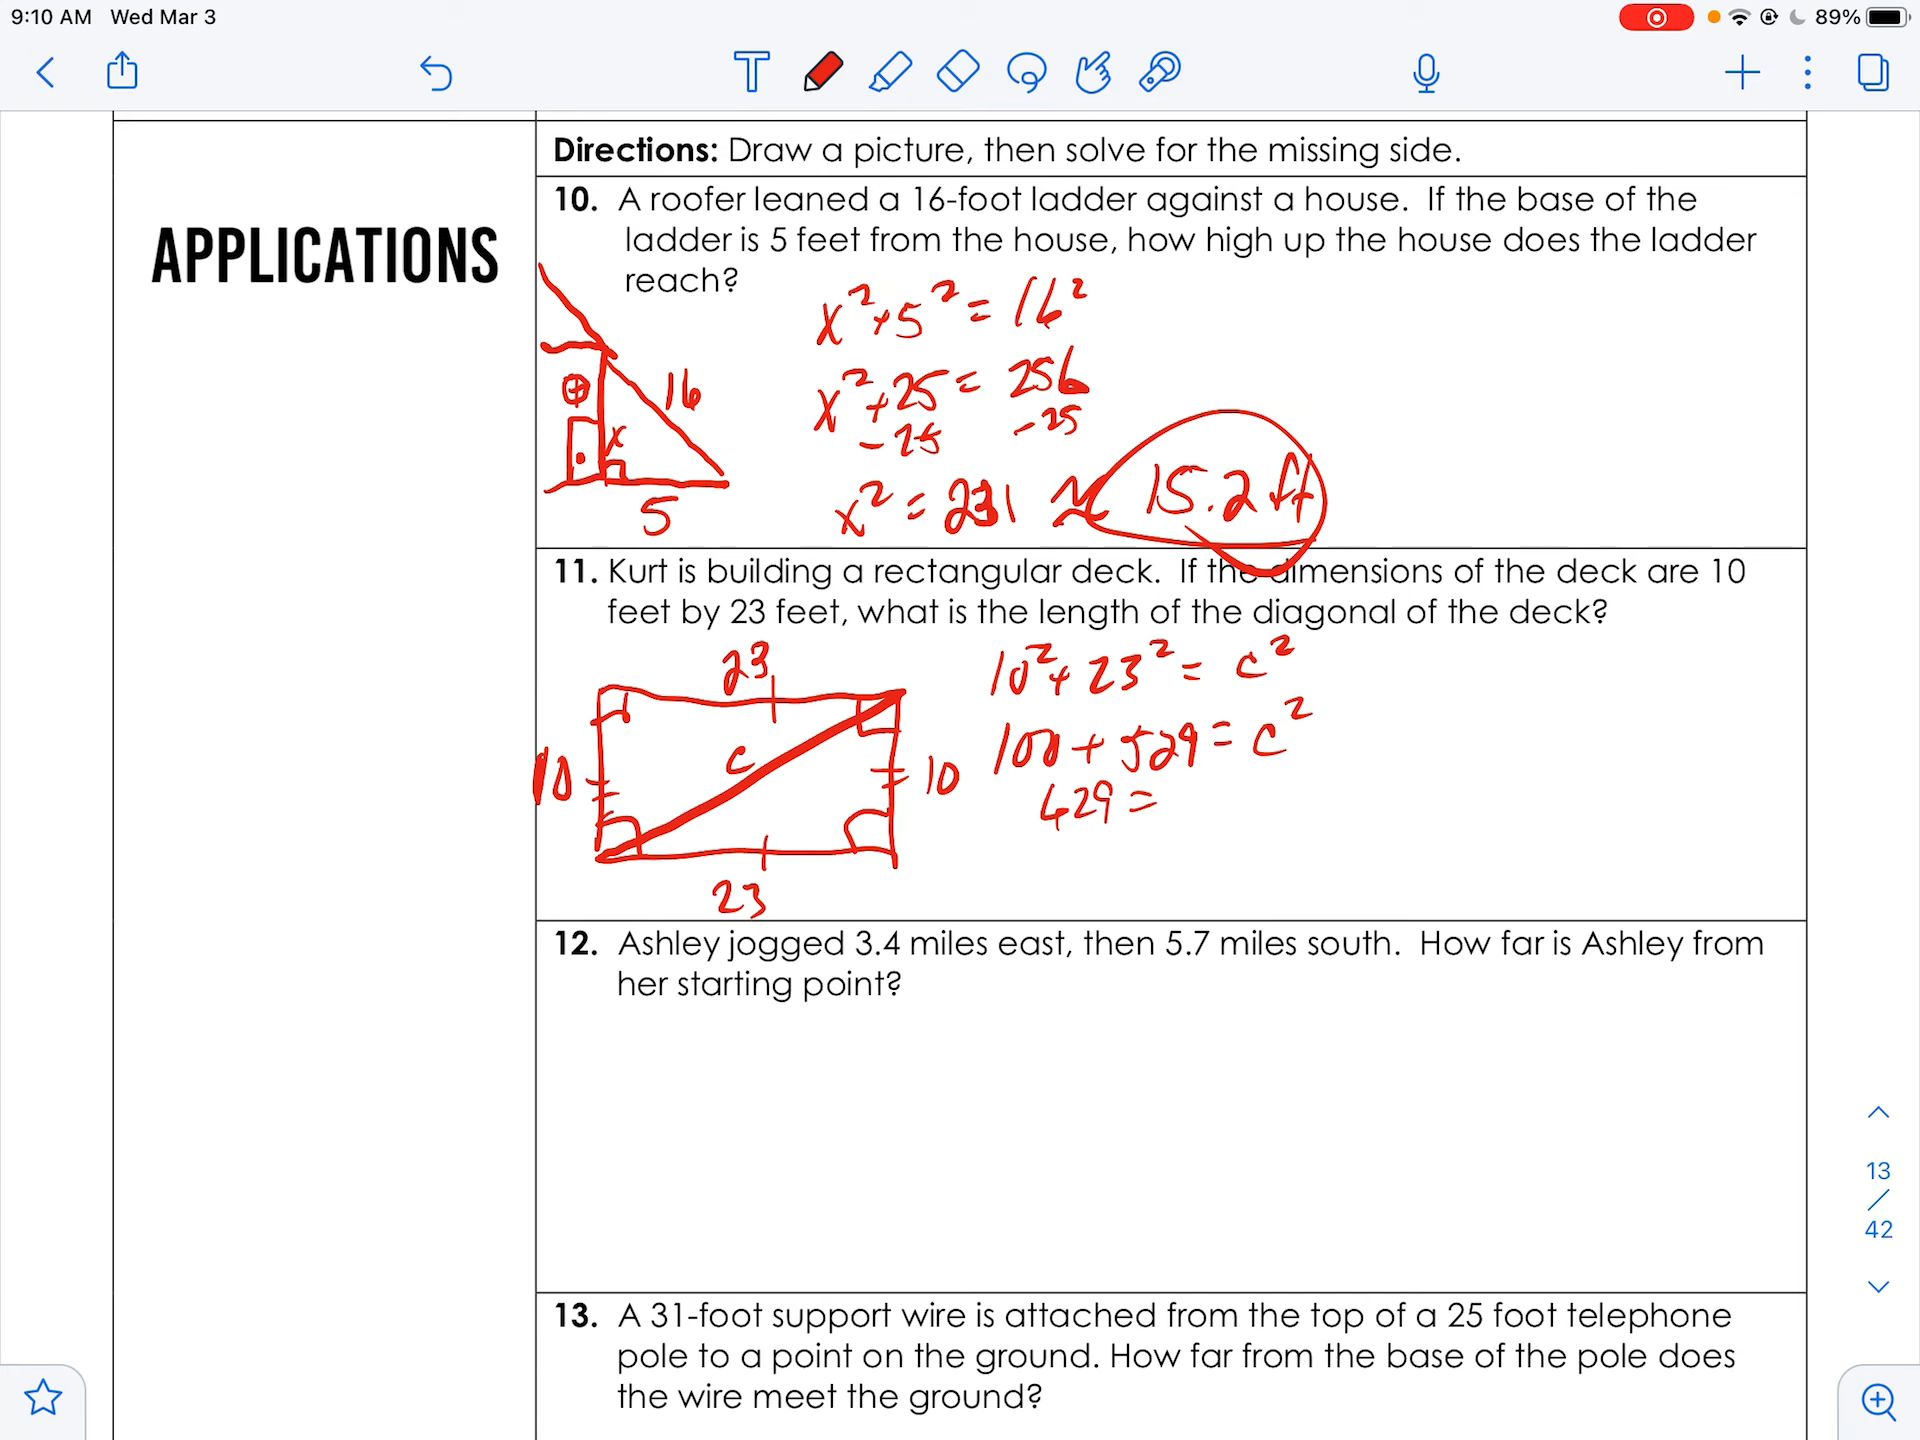 9:10 AM Wed Mar 3
89%
Directions: Draw a picture, then solve for the missing side.
APPLICATIONS
10. A roofer leaned a 16-foot ladder against a house. If the base of the
ladder is 5 feet from the house, how high up the house does the ladder
reach?
x² + 5² = 16²
x² + 25 = 256
- 25 - 25
x² = 231 ≈ 15.2 ft
16
x
5
11. Kurt is building a rectangular deck. If the dimensions of the deck are 10
feet by 23 feet, what is the length of the diagonal of the deck?
23
10
c
10
23
10² + 23² = c²
100 + 529 = c²
629 =
12. Ashley jogged 3.4 miles east, then 5.7 miles south. How far is Ashley from
her starting point?
13. A 31-foot support wire is attached from the top of a 25 foot telephone
pole to a point on the ground. How far from the base of the pole does
the wire meet the ground?
13
/
42